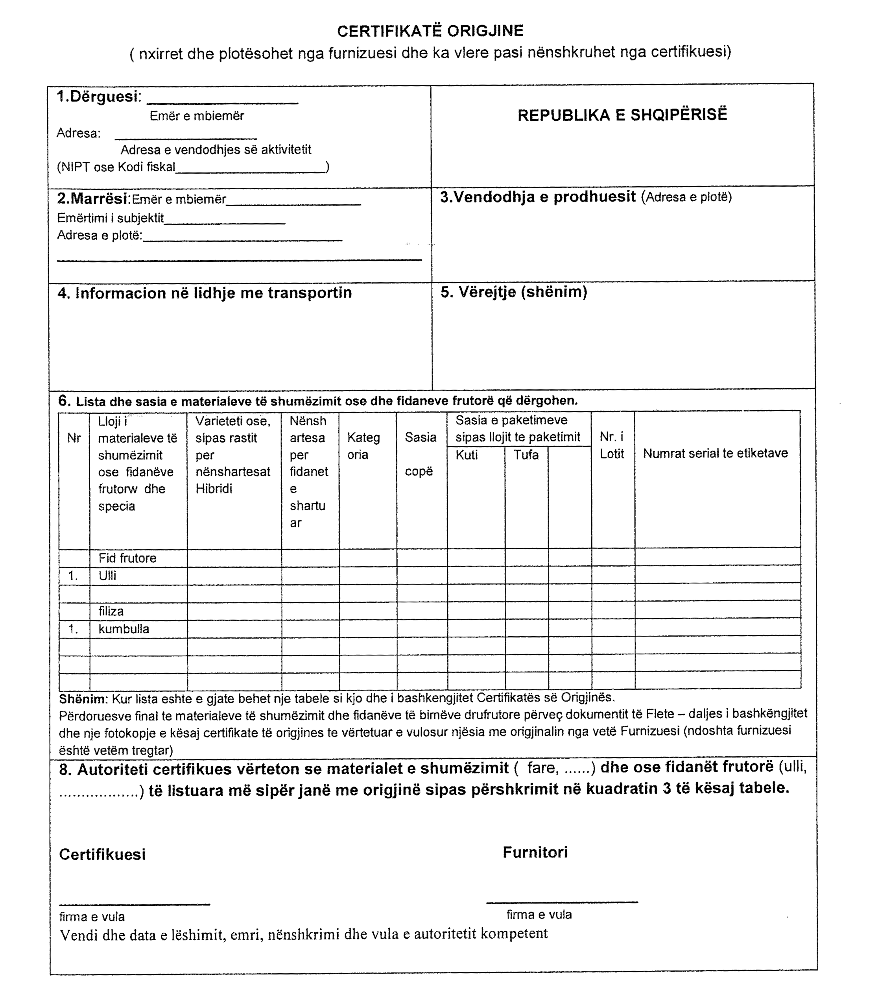 CERTIFIKATË ORIGJINE
( nxirret dhe plotësohet nga furnizuesi dhe ka vlere pasi nënshkruhet nga certifikuesi)
1.Dërguesi: ____________________
Emër e mbiemër
Adresa: ____________________
Adresa e vendodhjes së aktivitetit
(NIPT ose Kodi fiskal____________________)
REPUBLIKA E SHQIPËRISË
2.Marrësi:Emër e mbiemër____________________
Emërtimi i subjektit____________________
Adresa e plotë:____________________
3.Vendodhja e prodhuesit (Adresa e plotë)
4. Informacion në lidhje me transportin
5. Vërejtje (shënim)
6. Lista dhe sasia e materialeve të shumëzimit ose dhe fidaneve frutorë që dërgohen.
Nr
Lloji i
materialeve të
shumëzimit
ose fidanëve
frutorw dhe
specia
Varieteti ose,
sipas rastit
per
nënshartesat
Hibridi
Nënsh
artesa
per
fidanet
e
shartu
ar
Kateg
oria
Sasia
copë
Sasia e paketimeve
sipas llojit te paketimit
Kuti
Tufa
Nr. i
Lotit
Numrat serial te etiketave
Fid frutore
1. Ulli
filiza
1. kumbulla
Shënim: Kur lista eshte e gjate behet nje tabele si kjo dhe i bashkengjitet Certifikatës së Origjinës.
Përdoruesve final te materialeve të shumëzimit dhe fidanëve të bimëve drufrutore përveç dokumentit të Flete – daljes i bashkëngjitet
dhe nje fotokopje e kësaj certifikate të origjines te vërtetuar e vulosur njësia me origjinalin nga vetë Furnizuesi (ndoshta furnizuesi
është vetëm tregtar)
8. Autoriteti certifikues vërteton se materialet e shumëzimit ( fare, ......) dhe ose fidanët frutorë (ulli,
..................) të listuara më sipër janë me origjinë sipas përshkrimit në kuadratin 3 të kësaj tabele.
Certifikuesi
Furnitori
firma e vula
firma e vula
Vendi dhe data e lëshimit, emri, nënshkrimi dhe vula e autoritetit kompetent